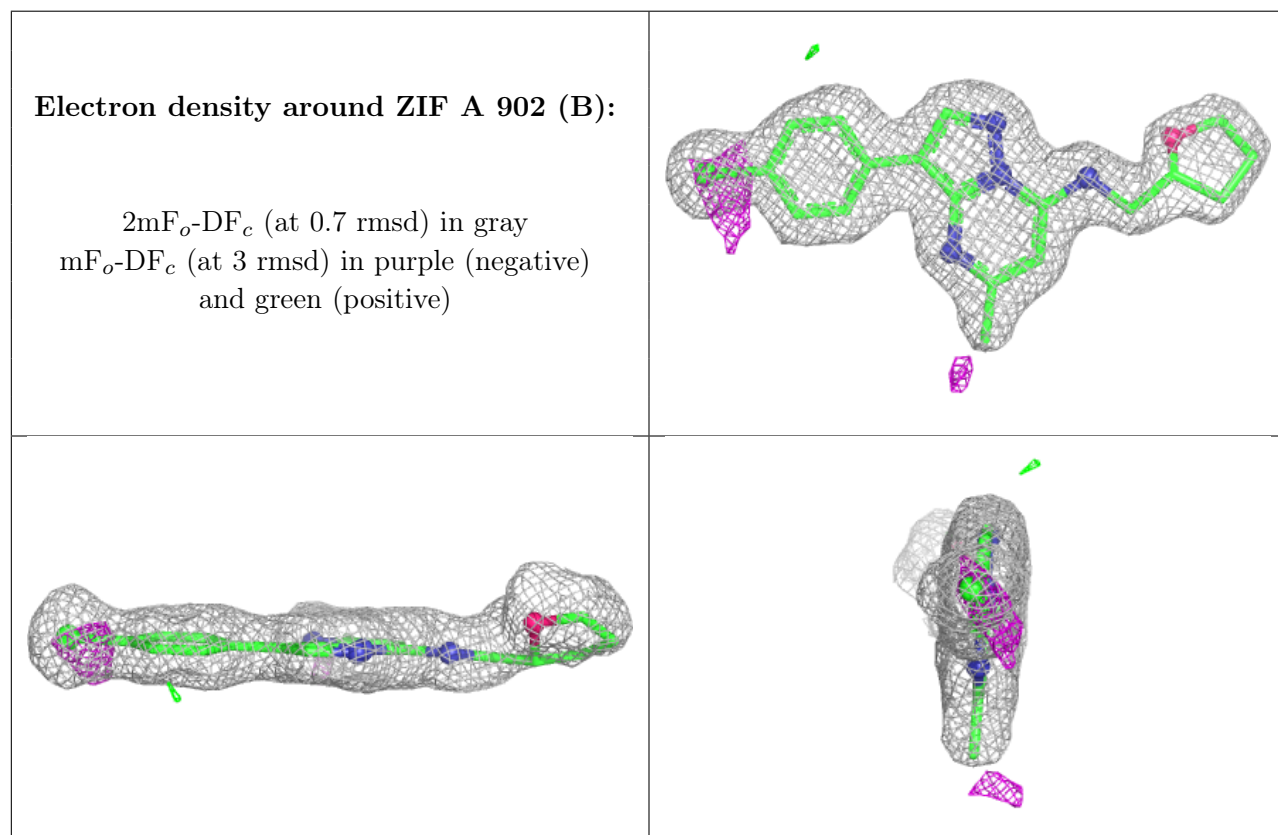 Electron density around ZIF A 902 (B):
2mFₒ-DF𝑐 (at 0.7 rmsd) in gray
mFₒ-DF𝑐 (at 3 rmsd) in purple (negative)
and green (positive)